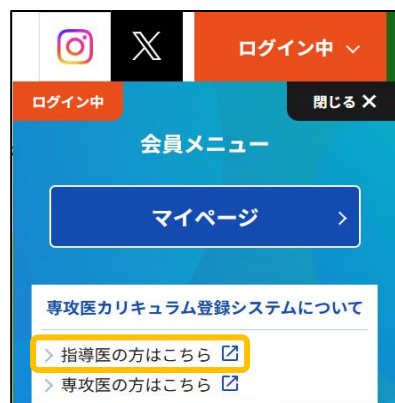 ログイン中
ログイン中
閉じる
会員メニュー
マイページ
専攻医カリキュラム登録システムについて
指導医の方はこちら
専攻医の方はこちら